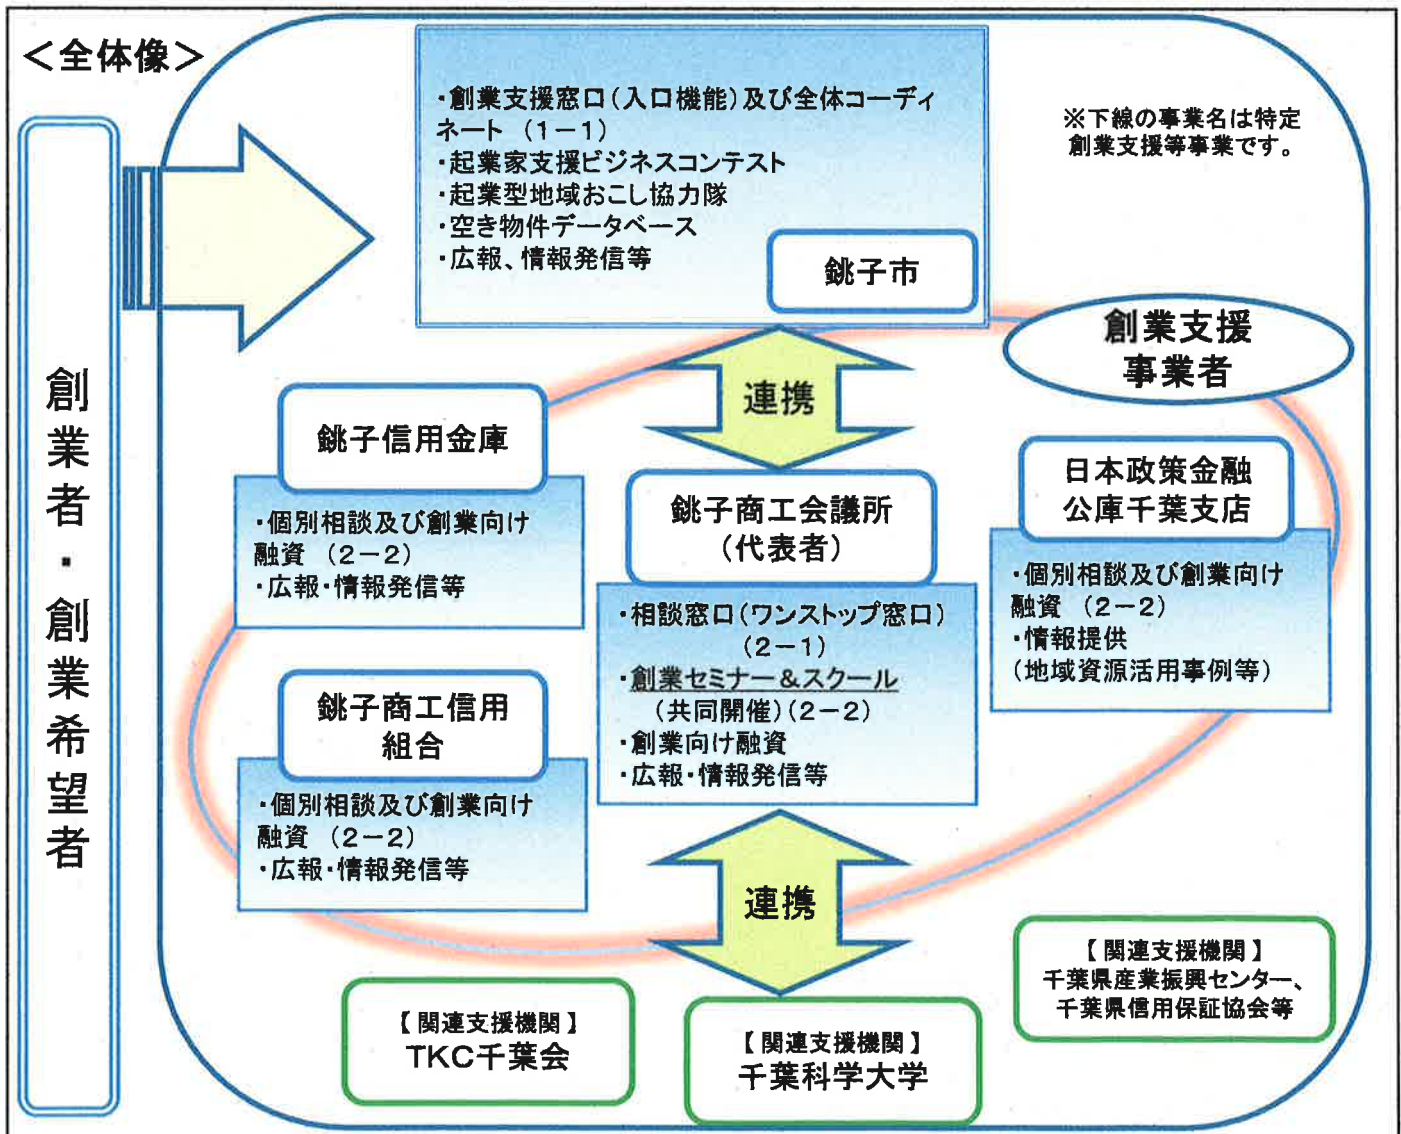 ＜全体像＞
創業者・創業希望者
・創業支援窓口（入口機能）及び全体コーディ
ネート （１－１）
・起業家支援ビジネスコンテスト
・起業型地域おこし協力隊
・空き物件データベース
・広報、情報発信等
銚子市
※下線の事業名は特定
創業支援等事業です。
創業支援
事業者
連携
銚子信用金庫
・個別相談及び創業向け
融資 （２－２）
・広報・情報発信等
銚子商工会議所
（代表者）
・相談窓口（ワンストップ窓口）
（２－１）
・創業セミナー＆スクール
（共同開催）（２－２）
・創業向け融資
・広報・情報発信等
日本政策金融
公庫千葉支店
・個別相談及び創業向け
融資 （２－２）
・情報提供
（地域資源活用事例等）
銚子商工信用
組合
・個別相談及び創業向け
融資 （２－２）
・広報・情報発信等
連携
【関連支援機関】
TKC千葉会
【関連支援機関】
千葉科学大学
【関連支援機関】
千葉県産業振興センター、
千葉県信用保証協会等